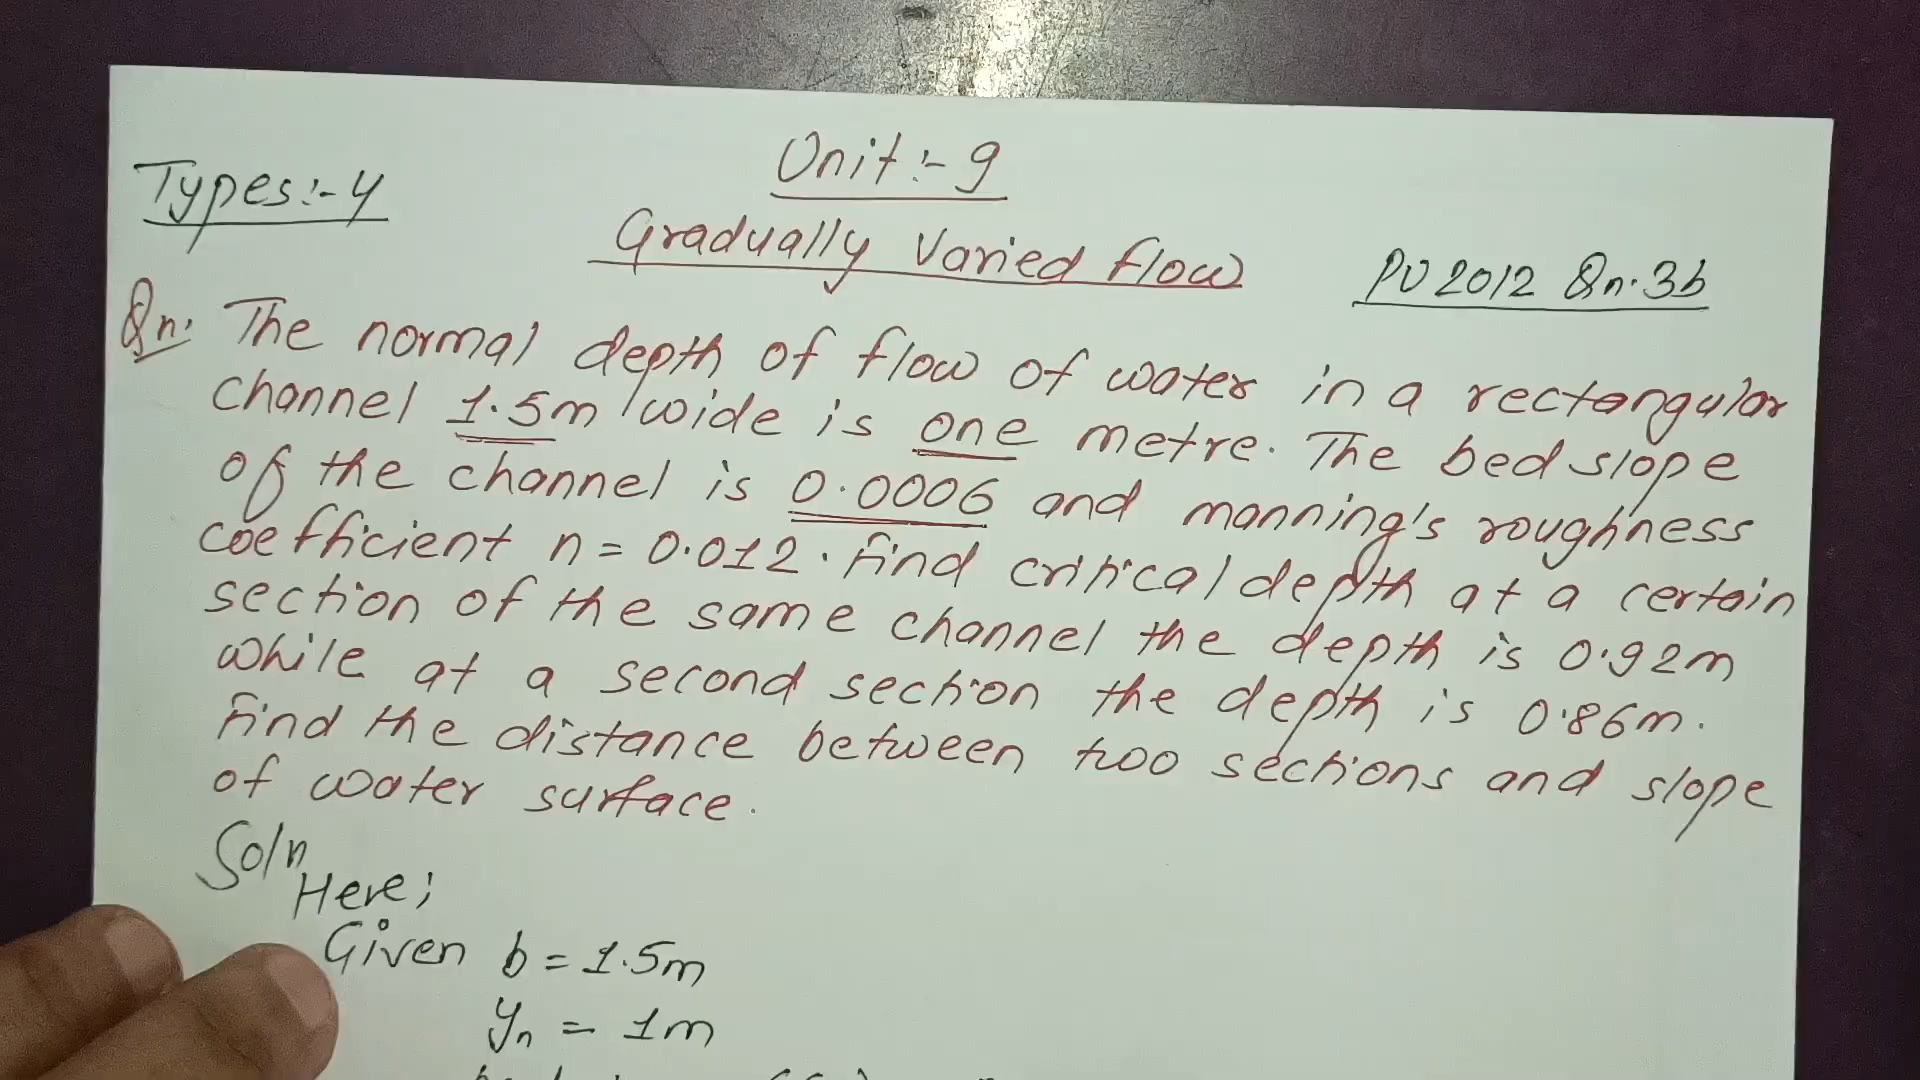 Unit:- 9
Types:-4
Gradually Varied flow
PU 2012 Qn.3b
Qn. The normal depth of flow of water in a rectangular
channel 1.5m wide is one metre. The bed slope
of the channel is 0.0006 and manning's roughness
coefficient n = 0.012. find critical depth at a certain
section of the same channel the depth is 0.92m
while at a second section the depth is 0.86m.
Find the distance between two sections and slope
of water surface.
Soln
Here;
Given b = 1.5m
yn = 1m